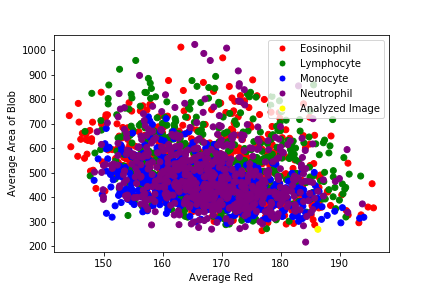 Average Area of Blob
1000
900
800
700
600
500
400
300
200
Eosinophil
Lymphocyte
Monocyte
Neutrophil
Analyzed Image
150
160
170
180
190
Average Red